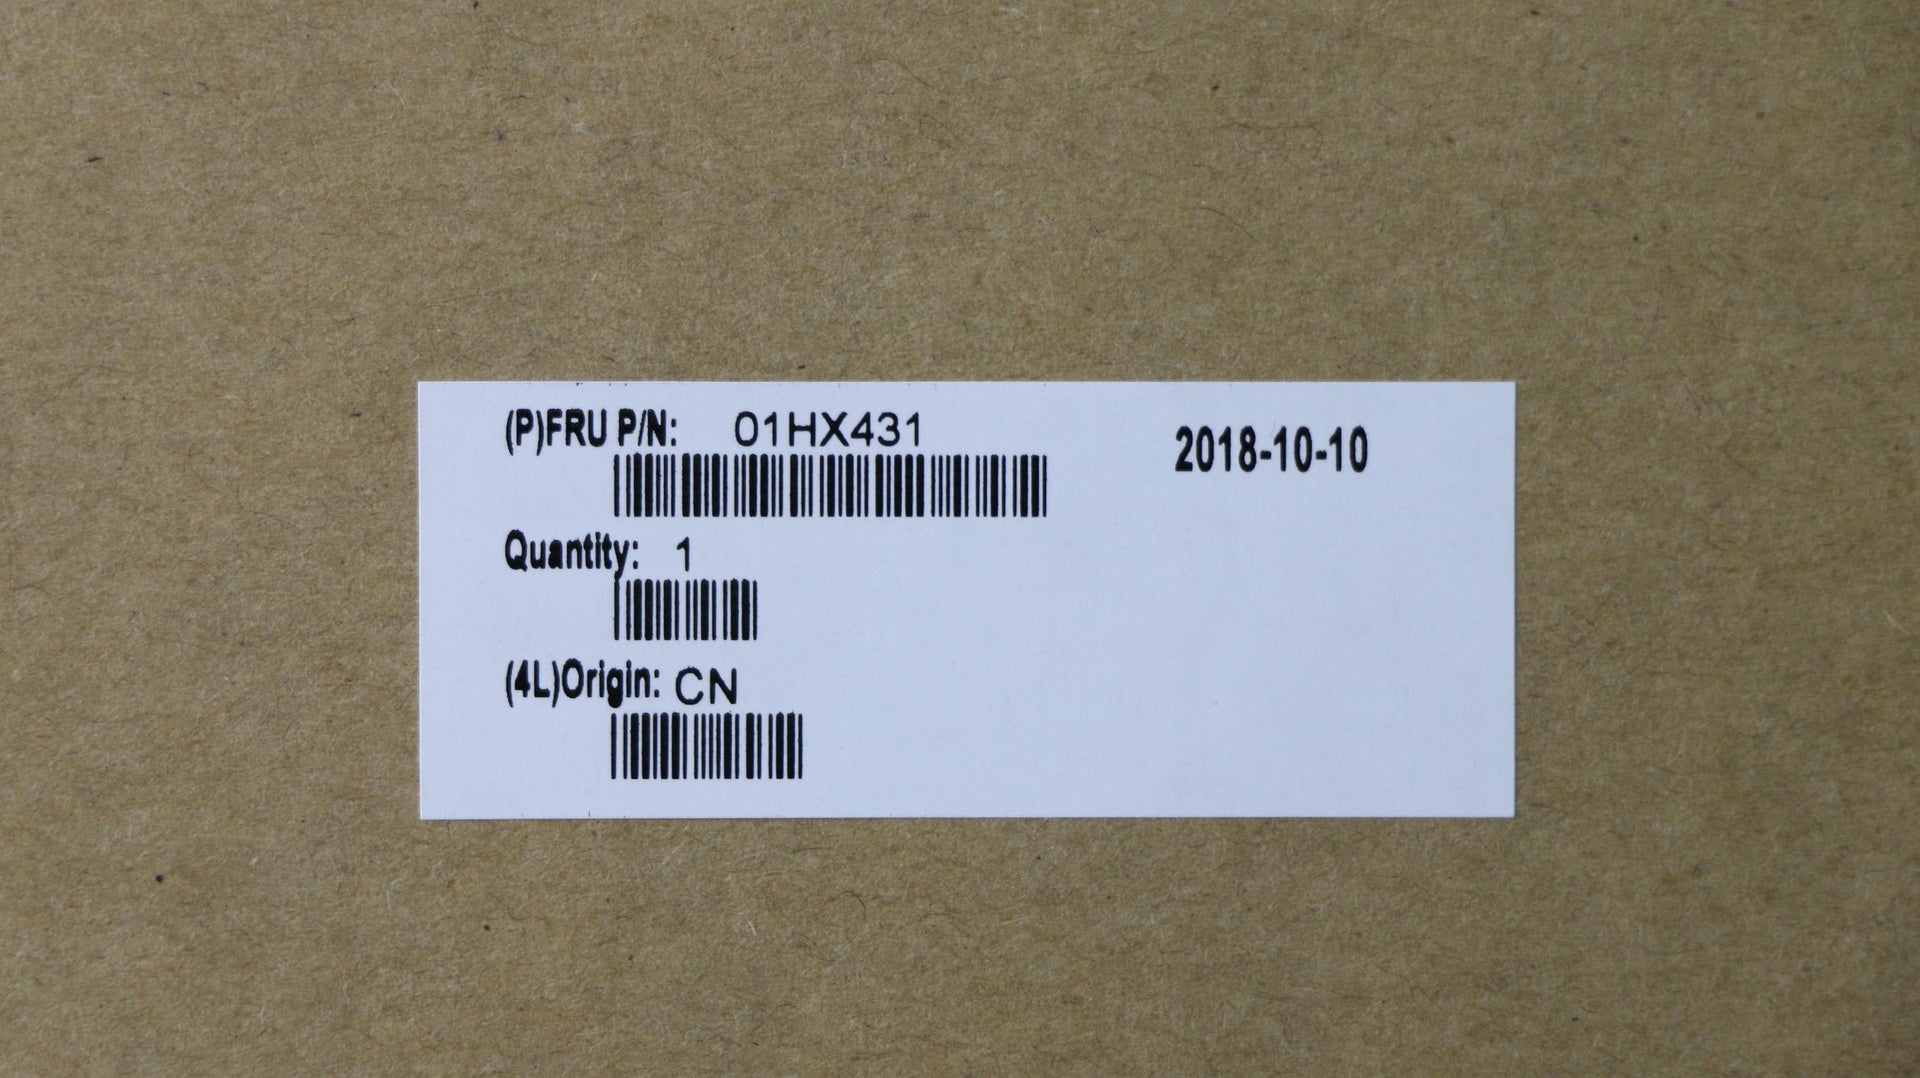 (P)FRU P/N: 01HX431
2018-10-10
Quantity: 1
(4L)Origin: CN